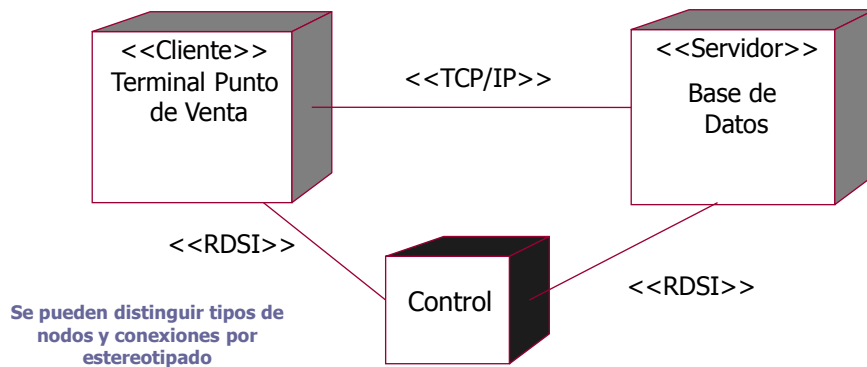 <<Cliente>>
Terminal Punto
de Venta
<<TCP/IP>>
<<Servidor>>
Base de
Datos
<<RDSI>>
Control
<<RDSI>>
Se pueden distinguir tipos de
nodos y conexiones por
estereotipado